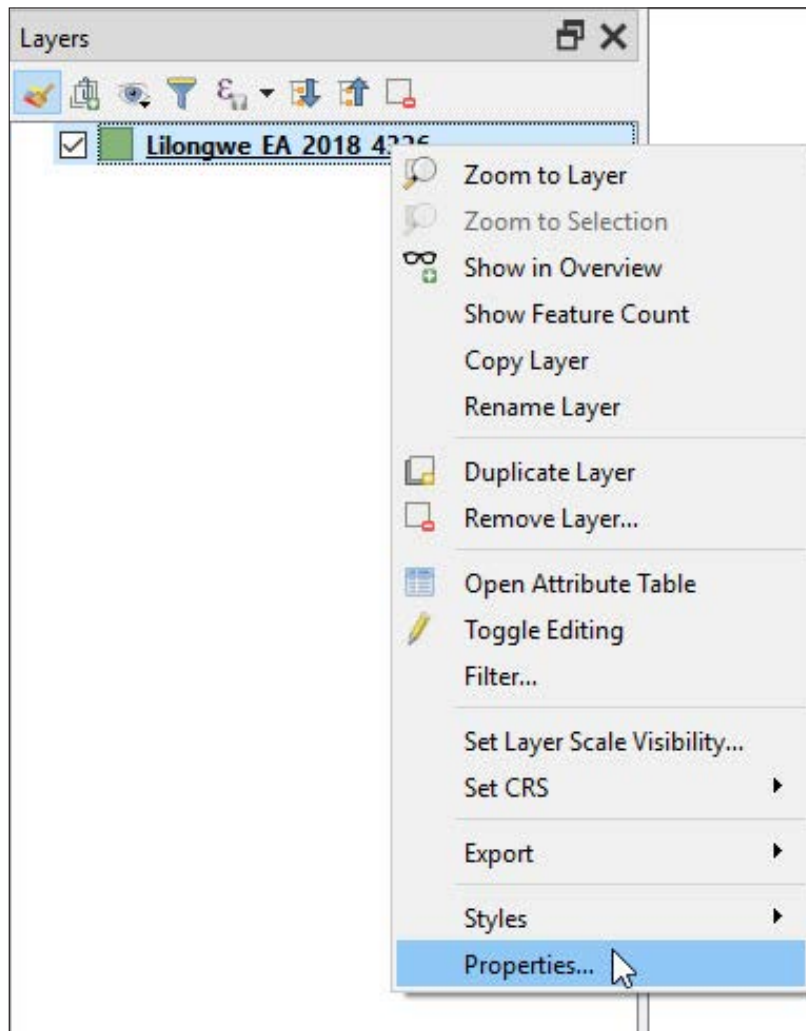 Layers
Lilongwe EA 2018 4326
Zoom to Layer
Zoom to Selection
Show in Overview
Show Feature Count
Copy Layer
Rename Layer
Duplicate Layer
Remove Layer...
Open Attribute Table
Toggle Editing
Filter...
Set Layer Scale Visibility...
Set CRS
Export
Styles
Properties...